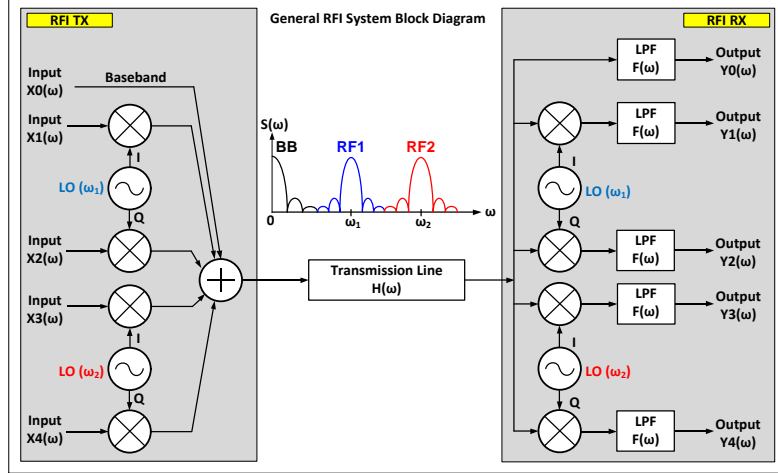 RFI TX
General RFI System Block Diagram
RFI RX
Input
X0(ω)
Baseband
Input
X1(ω)
I
LO (ω₁)
Q
Input
X2(ω)
Input
X3(ω)
I
LO (ω₂)
Q
Input
X4(ω)
S(ω)
BB
RF1
RF2
0
ω₁
ω₂
ω
Transmission Line
H(ω)
LPF
F(ω)
Output
Y0(ω)
LPF
F(ω)
Output
Y1(ω)
I
LO (ω₁)
Q
LPF
F(ω)
Output
Y2(ω)
LPF
F(ω)
Output
Y3(ω)
I
LO (ω₂)
Q
LPF
F(ω)
Output
Y4(ω)